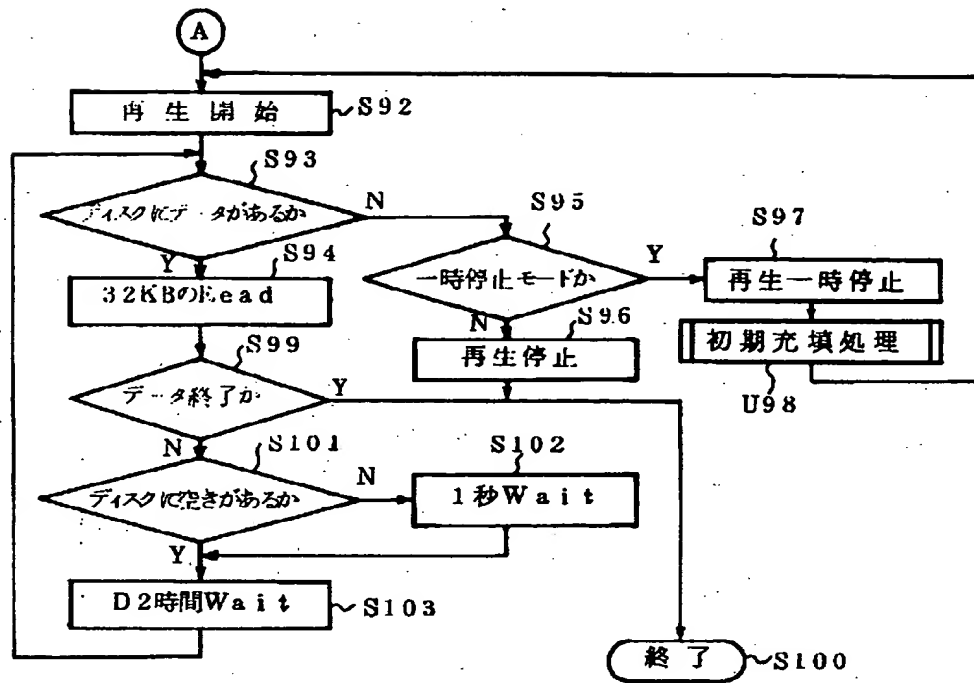 A
再生開始
S92
S93
ディスクにデータがあるか
N
S95
S97
Y
S94
一時停止モードか
Y
再生一時停止
32KBのRead
N
S96
初期充填処理
S99
再生停止
U98
データ終了か
Y
N
S101
S102
ディスクに空きがあるか
N
1秒Wait
Y
D2時間Wait
S103
終了
S100